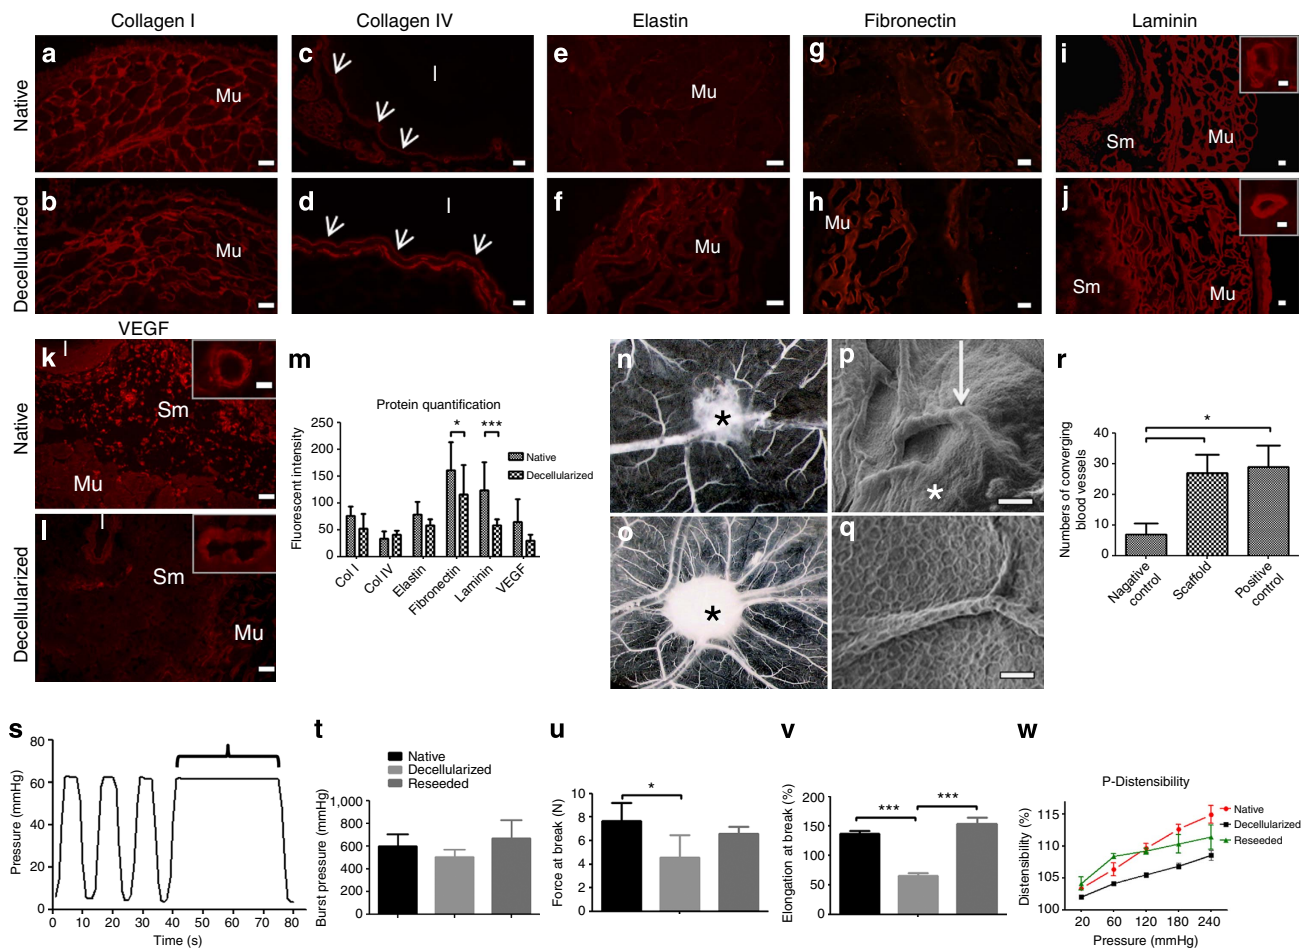 Collagen I
Collagen IV
Elastin
Fibronectin
Laminin
Native
Decellularized
a
Mu
b
Mu
c
l
d
l
e
Mu
f
Mu
g
h
Mu
i
Sm
Mu
j
Sm
Mu
VEGF
Native
Decellularized
k
l
Sm
Mu
l
l
Sm
Mu
m
Protein quantification
Fluorescent intensity
250
200
150
100
50
0
*
***
Native
Decellularized
Col I
Col IV
Elastin
Fibronectin
Laminin
VEGF
n
*
o
*
p
*
q
r
Numbers of converging
blood vessels
40
30
20
10
0
*
Nagative
control
Scaffold
Positive
control
s
Pressure (mmHg)
80
60
40
20
0
0 10 20 30 40 50 60 70 80
Time (s)
t
Native
Decellularized
Reseeded
Burst pressure (mmHg)
1,000
800
600
400
200
0
u
Force at break (N)
10
8
6
4
2
0
*
v
Elongation at break (%)
200
150
100
50
0
***
***
w
P-Distensibility
Distensibility (%)
115
110
105
100
Native
Decellularized
Reseeded
20 60 120 180 240
Pressure (mmHg)